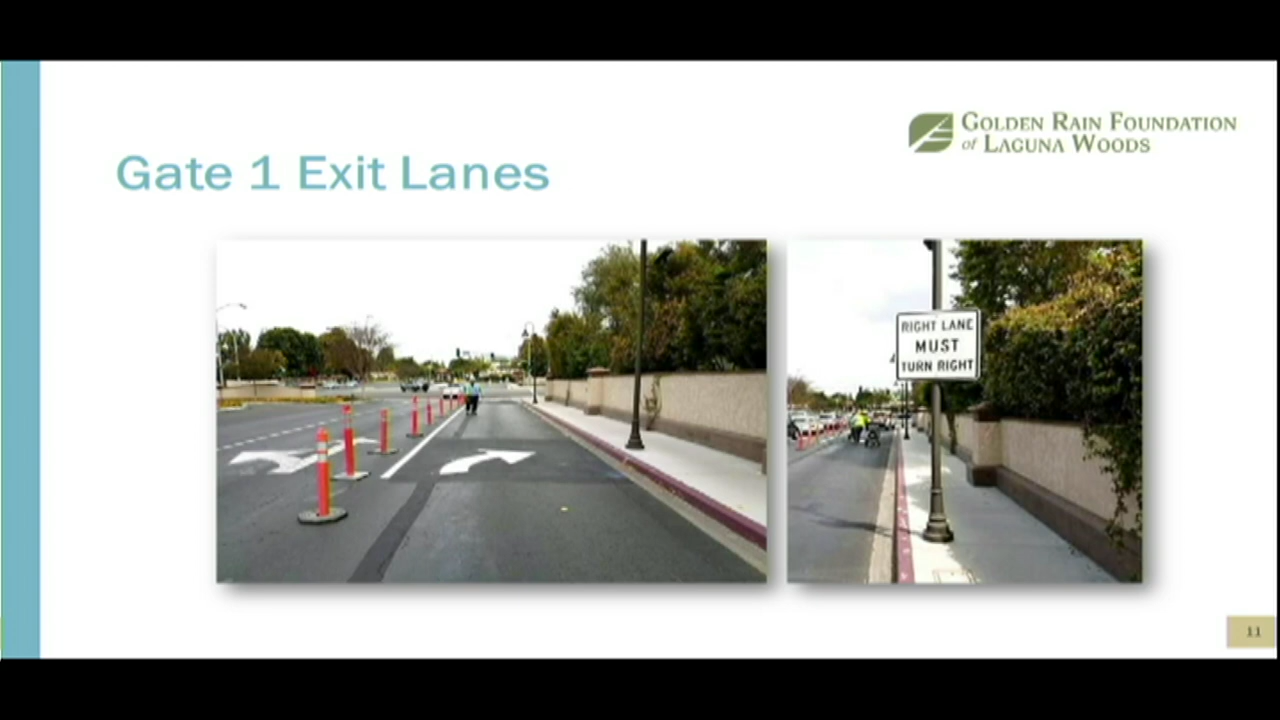 GOLDEN RAIN FOUNDATION
of LAGUNA WOODS
Gate 1 Exit Lanes
RIGHT LANE
MUST
TURN RIGHT
11